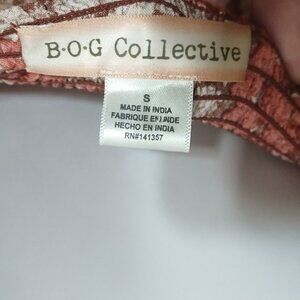 B·O·G Collective
S
MADE IN INDIA
FABRIQUE EN INDE
HECHO EN INDIA
RN#141357